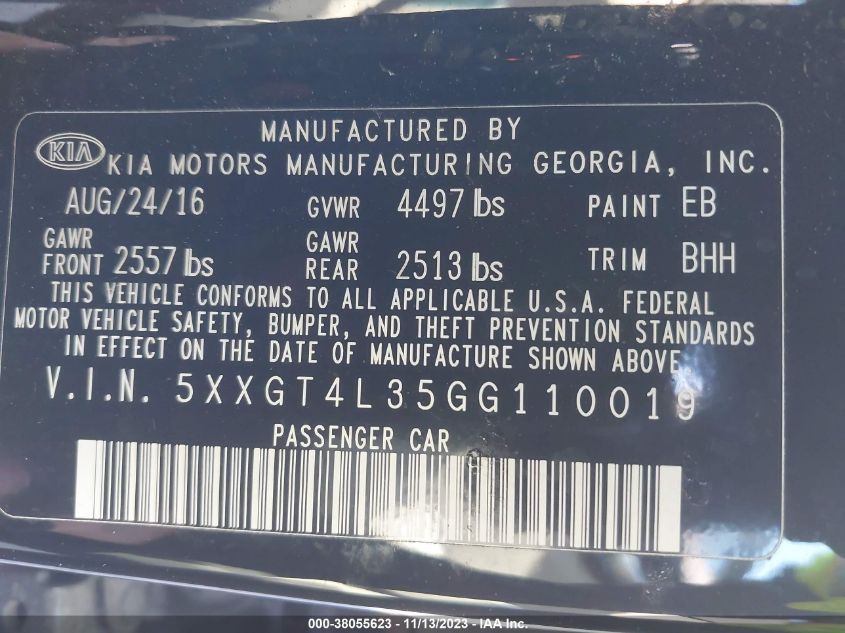 MANUFACTURED BY
KIA KIA MOTORS MANUFACTURING GEORGIA, INC.
AUG/24/16 GVWR 4497 lbs PAINT EB
GAWR FRONT 2557 lbs GAWR REAR 2513 lbs TRIM BHH
THIS VEHICLE CONFORMS TO ALL APPLICABLE U.S.A. FEDERAL
MOTOR VEHICLE SAFETY, BUMPER, AND THEFT PREVENTION STANDARDS
IN EFFECT ON THE DATE OF MANUFACTURE SHOWN ABOVE.
V.I.N. 5XXGT4L35GG110019
PASSENGER CAR
000-38055623 - 11/13/2023 - IAA Inc.